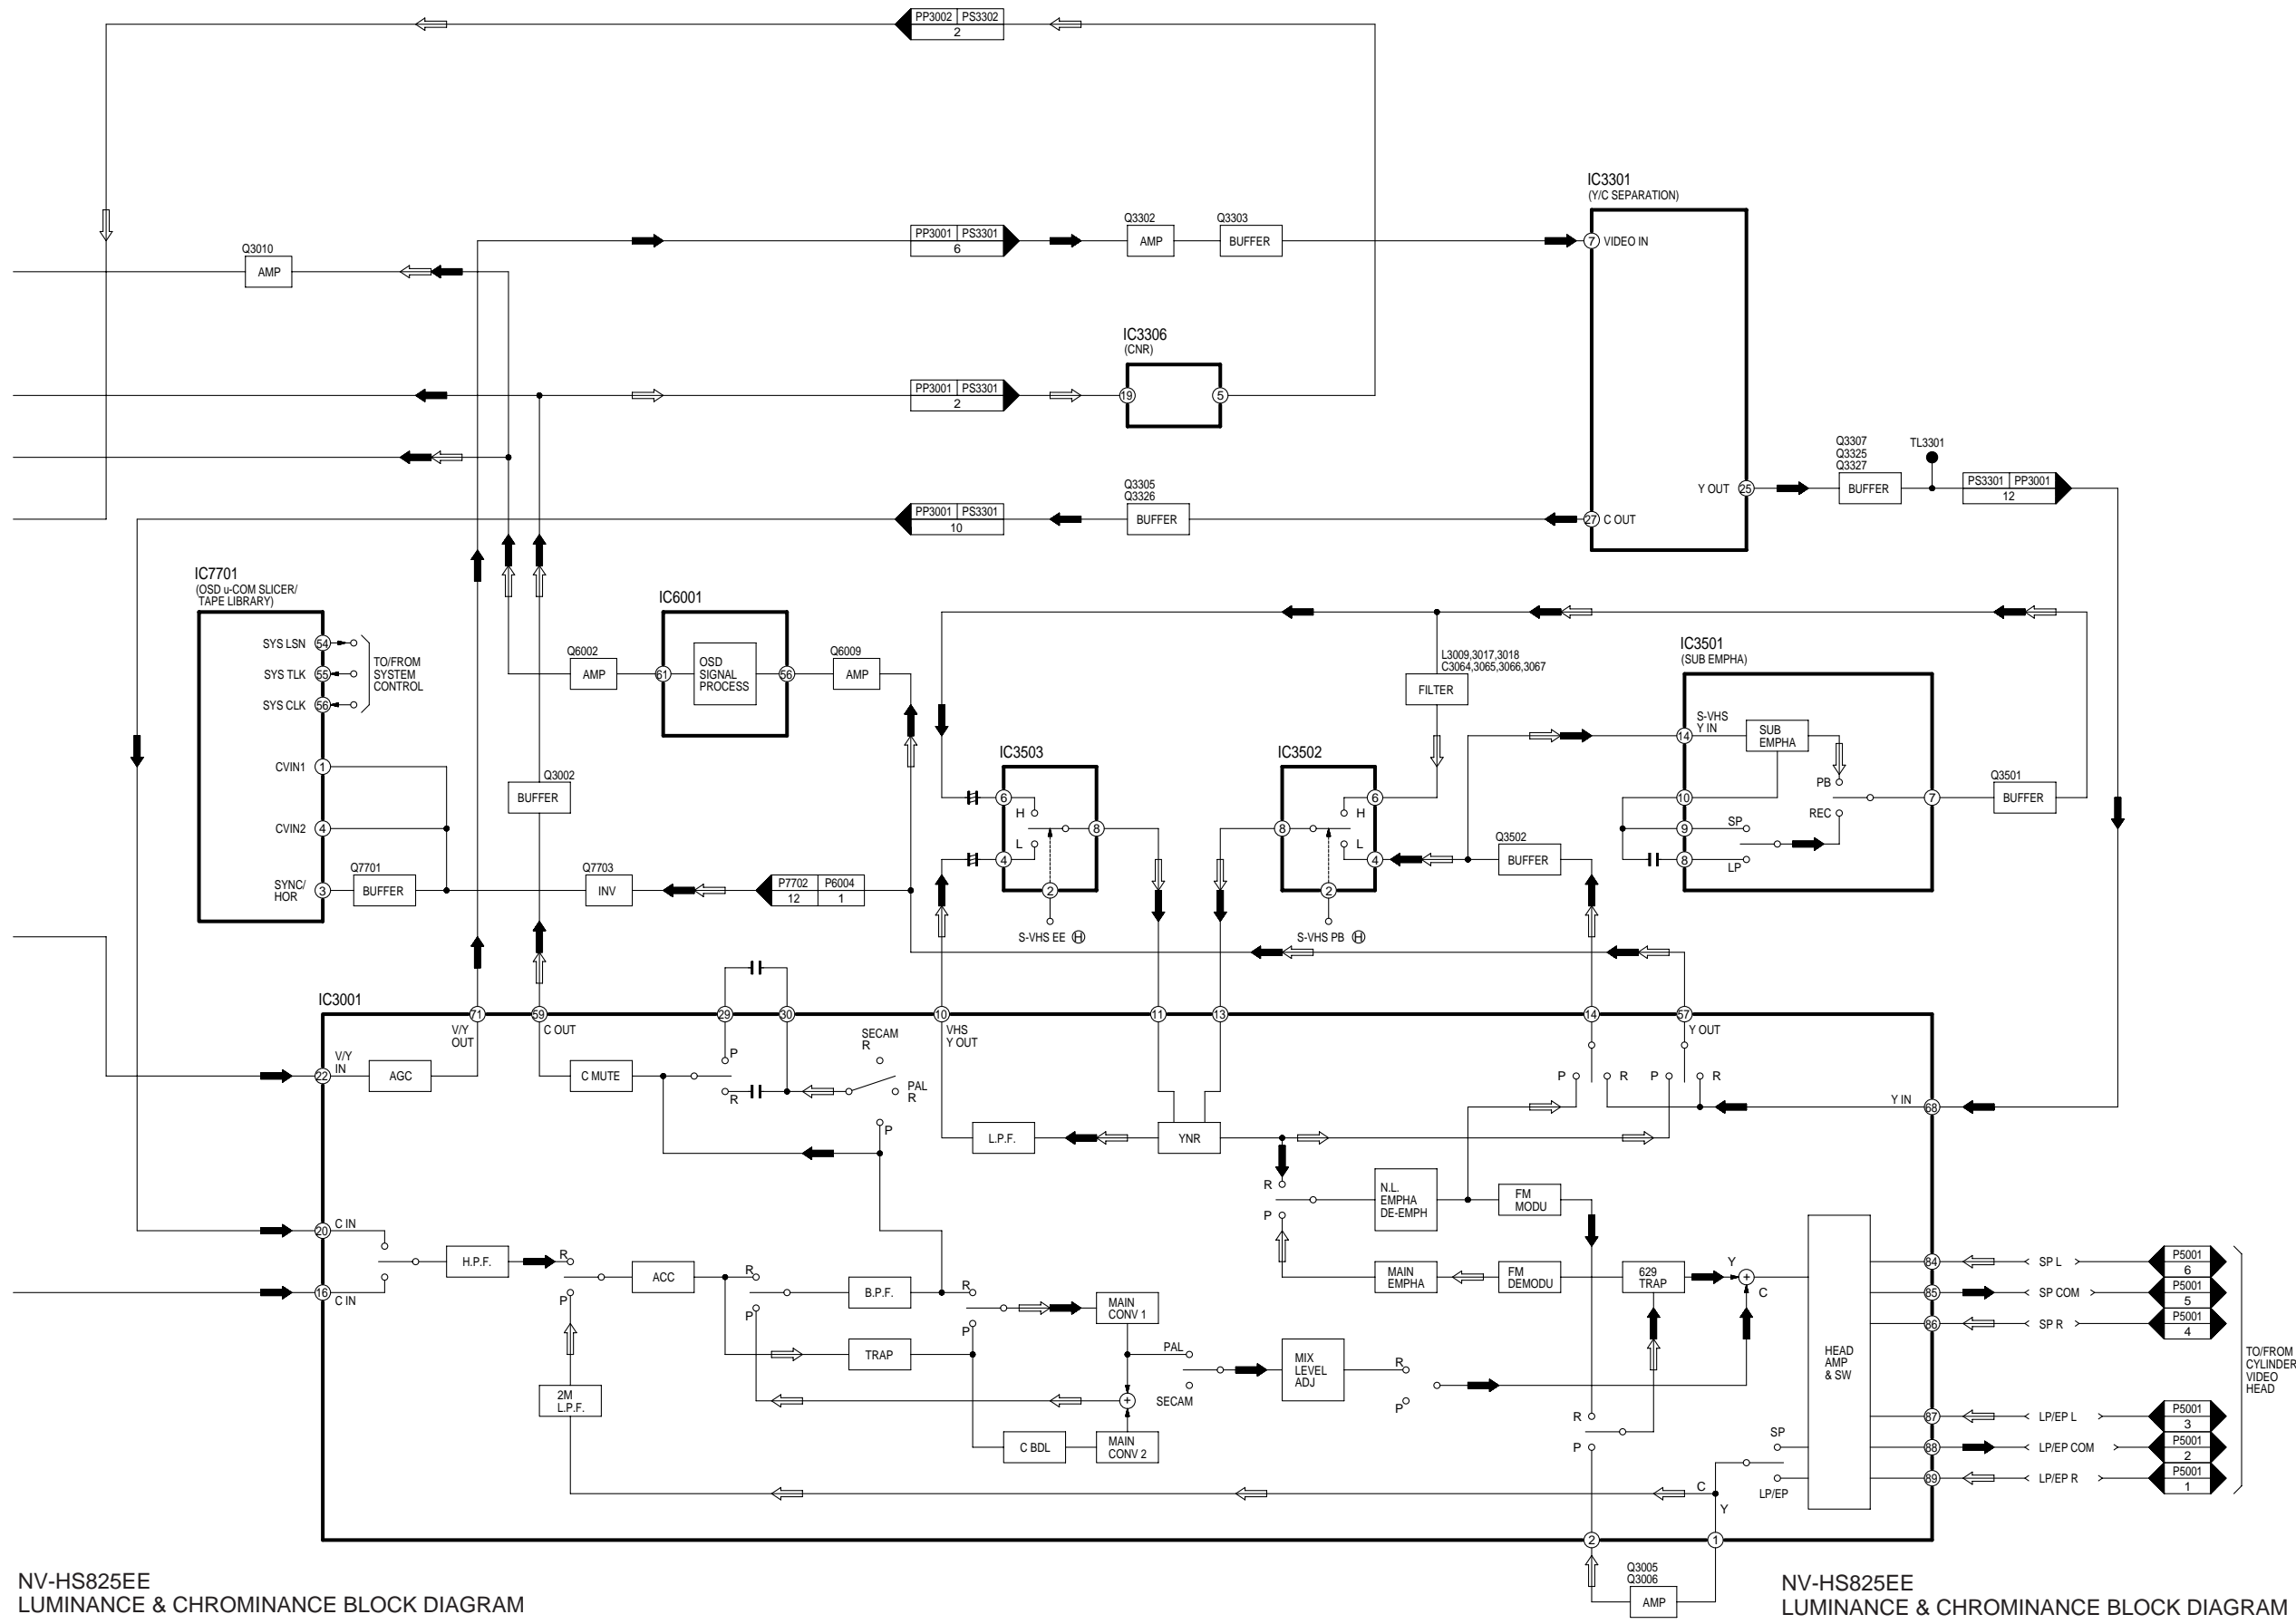 PP3002 PS3302
2
IC3301
(Y/C SEPARATION)
Q3302
Q3303
Q3010
PP3001 PS3301
6
AMP
BUFFER
7 VIDEO IN
AMP
IC3306
(CNR)
PP3001 PS3301
2
19
5
Q3307
Q3325
Q3327
TL3301
Q3305
Q3326
Y OUT 25
BUFFER
PS3301 PP3001
12
PP3001 PS3301
10
BUFFER
27 C OUT
IC7701
(OSD u-COM SLICER/
TAPE LIBRARY)
IC6001
SYS LSN 54
SYS TLK 55
SYS CLK 56
TO/FROM
SYSTEM
CONTROL
Q6002
AMP
61
OSD
SIGNAL
PROCESS
56
Q6009
AMP
L3009,3017,3018
C3064,3065,3066,3067
FILTER
IC3501
(SUB EMPHA)
S-VHS
Y IN
14
SUB
EMPHA
CVIN1 1
CVIN2 4
SYNC/
HOR
3
Q7701
BUFFER
Q3002
BUFFER
Q7703
INV
P7702 P6004
12 1
IC3503
6
H
L
4
8
2
S-VHS EE H
IC3502
6
H
L
4
8
2
S-VHS PB H
Q3502
BUFFER
PB
REC
10
9
SP
8
LP
7
Q3501
BUFFER
IC3001
71
V/Y
OUT
59
C OUT
29
30
10
VHS
Y OUT
11
13
14
57
Y OUT
22
V/Y
IN
AGC
C MUTE
P
R
SECAM
R
PAL
R
P
P R P R
Y IN 68
L.P.F.
YNR
R
P
N.L.
EMPHA
DE-EMPH
FM
MODU
20 C IN
16 C IN
H.P.F.
R
P
ACC
R
P
B.P.F.
R
P
MAIN
CONV 1
MAIN
EMPHA
FM
DEMODU
629
TRAP
Y
+
C
HEAD
AMP
& SW
84 SP L P5001
6
85 SP COM P5001
5
86 SP R P5001
4
TRAP
PAL
SECAM
MIX
LEVEL
ADJ
R
P
TO/FROM
CYLINDER
VIDEO
HEAD
2M
L.P.F.
+
C BDL
MAIN
CONV 2
R
P
SP
LP/EP
87 LP/EP L P5001
3
88 LP/EP COM P5001
2
89 LP/EP R P5001
1
C
Y
2
1
Q3005
Q3006
AMP
NV-HS825EE
LUMINANCE & CHROMINANCE BLOCK DIAGRAM
NV-HS825EE
LUMINANCE & CHROMINANCE BLOCK DIAGRAM